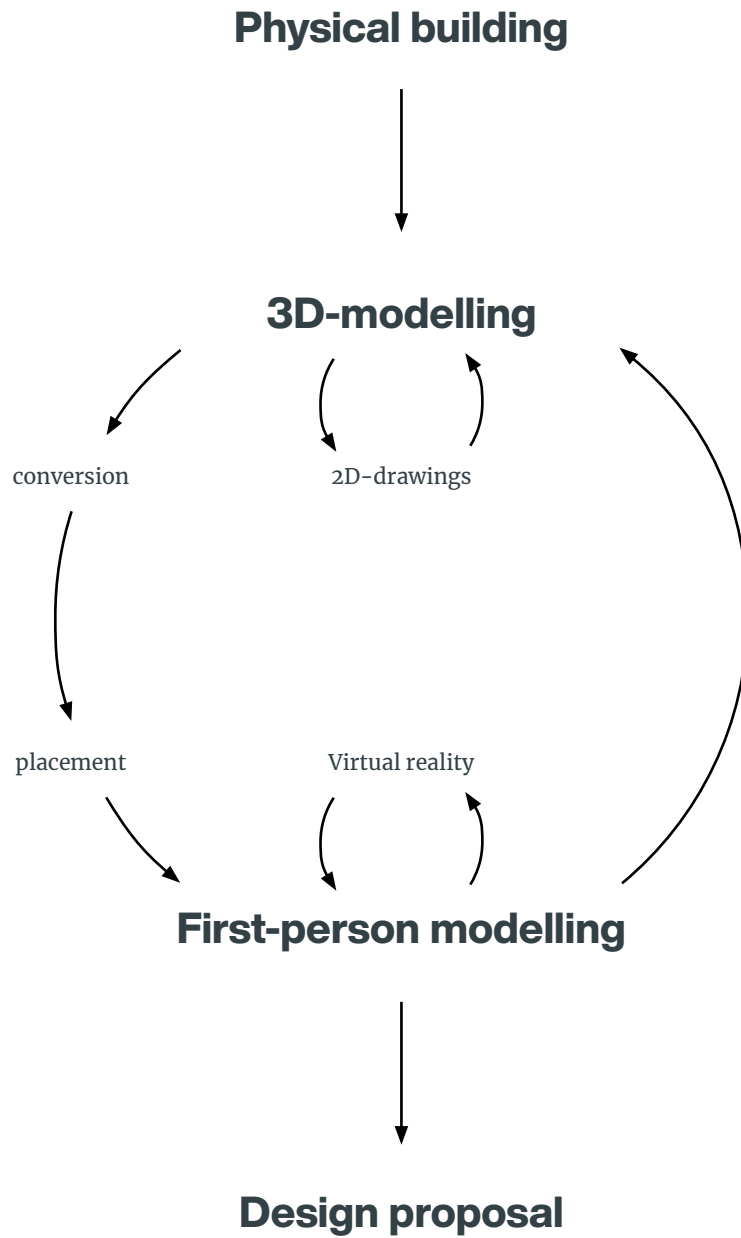 Physical building
3D-modelling
conversion
2D-drawings
placement
Virtual reality
First-person modelling
Design proposal